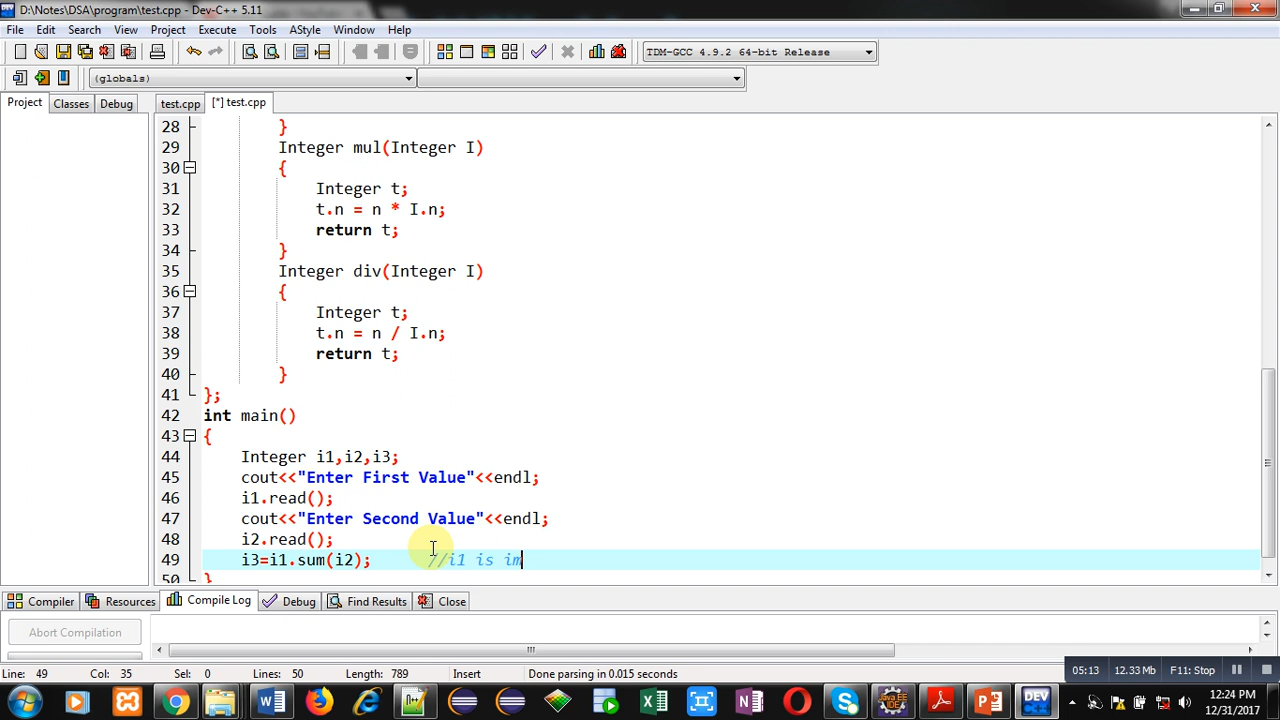 D:\Notes\DSA\program\test.cpp - Dev-C++ 5.11
File Edit Search View Project Execute Tools AStyle Window Help
TDM-GCC 4.9.2 64-bit Release
(globals)
Project Classes Debug test.cpp [*] test.cpp
28 }
29 Integer mul(Integer I)
30 {
31 Integer t;
32 t.n = n * I.n;
33 return t;
34 }
35 Integer div(Integer I)
36 {
37 Integer t;
38 t.n = n / I.n;
39 return t;
40 }
41 };
42 int main()
43 {
44 Integer i1,i2,i3;
45 cout<<"Enter First Value"<<endl;
46 i1.read();
47 cout<<"Enter Second Value"<<endl;
48 i2.read();
49 i3=i1.sum(i2); //i1 is im
50 }
Compiler Resources Compile Log Debug Find Results Close
Abort Compilation
Line: 49 Col: 35 Sel: 0 Lines: 50 Length: 789 Insert Done parsing in 0.015 seconds
05:13 12.33 Mb F11: Stop
12:24 PM
12/31/2017